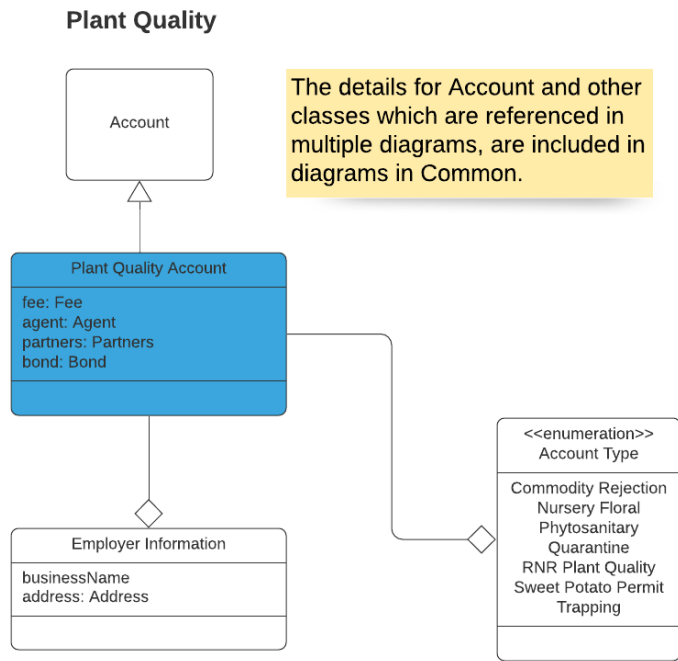 Plant Quality
Account
The details for Account and other
classes which are referenced in
multiple diagrams, are included in
diagrams in Common.
Plant Quality Account
fee: Fee
agent: Agent
partners: Partners
bond: Bond
<<enumeration>>
Account Type
Commodity Rejection
Nursery Floral
Phytosanitary
Quarantine
RNR Plant Quality
Sweet Potato Permit
Trapping
Employer Information
businessName
address: Address